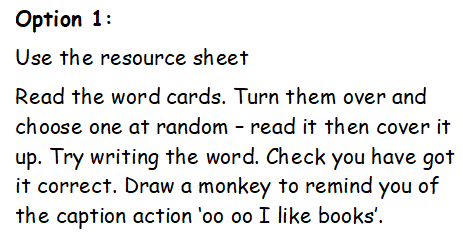 Option 1:
Use the resource sheet
Read the word cards. Turn them over and
choose one at random – read it then cover it
up. Try writing the word. Check you have got
it correct. Draw a monkey to remind you of
the caption action ‘oo oo I like books’.